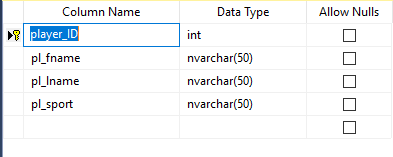 Column Name Data Type Allow Nulls
player_ID int
pl_fname nvarchar(50)
pl_lname nvarchar(50)
pl_sport nvarchar(50)